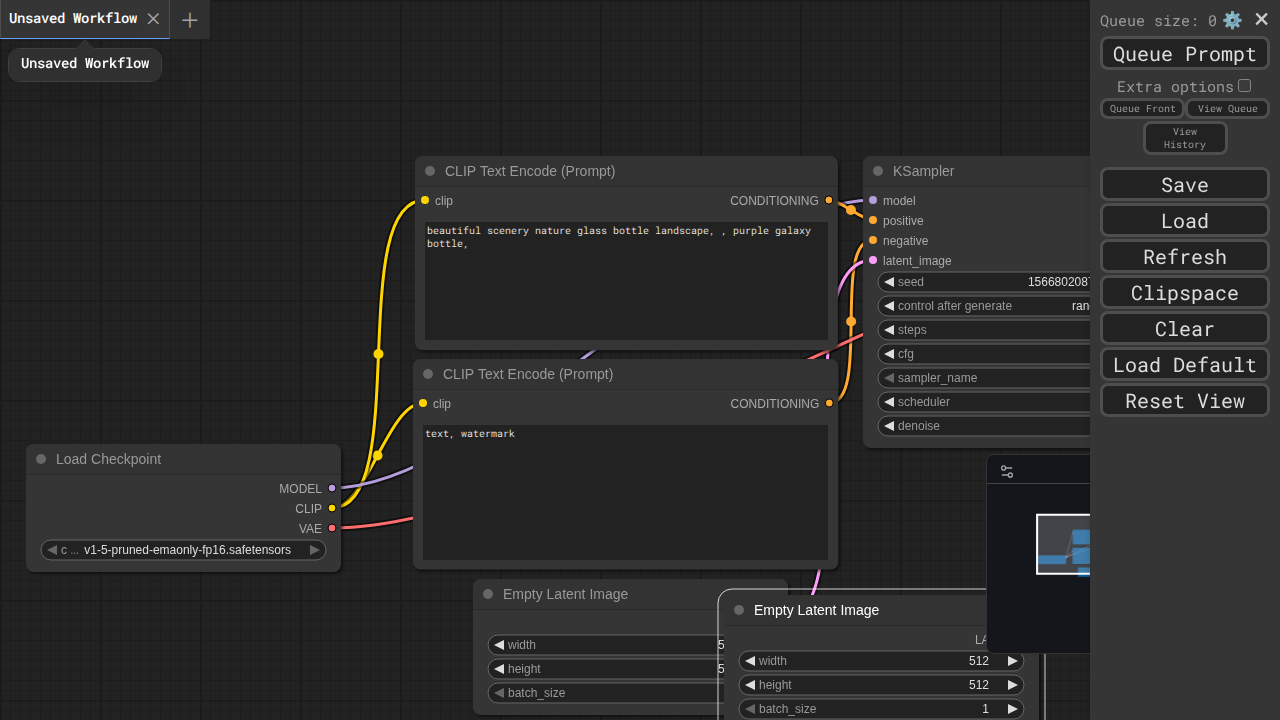 Unsaved Workflow
Unsaved Workflow
Queue size: 0
Queue Prompt
Extra options
Queue Front
View Queue
View
History
Save
Load
Refresh
Clipspace
Clear
Load Default
Reset View
CLIP Text Encode (Prompt)
clip
CONDITIONING
beautiful scenery nature glass bottle landscape, , purple galaxy
bottle,
CLIP Text Encode (Prompt)
clip
CONDITIONING
text, watermark
KSampler
model
positive
negative
latent_image
seed
156680208
control after generate
ran
steps
cfg
sampler_name
scheduler
denoise
Load Checkpoint
MODEL
CLIP
VAE
c ... v1-5-pruned-emaonly-fp16.safetensors
Empty Latent Image
width 5
height 5
batch_size
Empty Latent Image
LA
width 512
height 512
batch_size 1